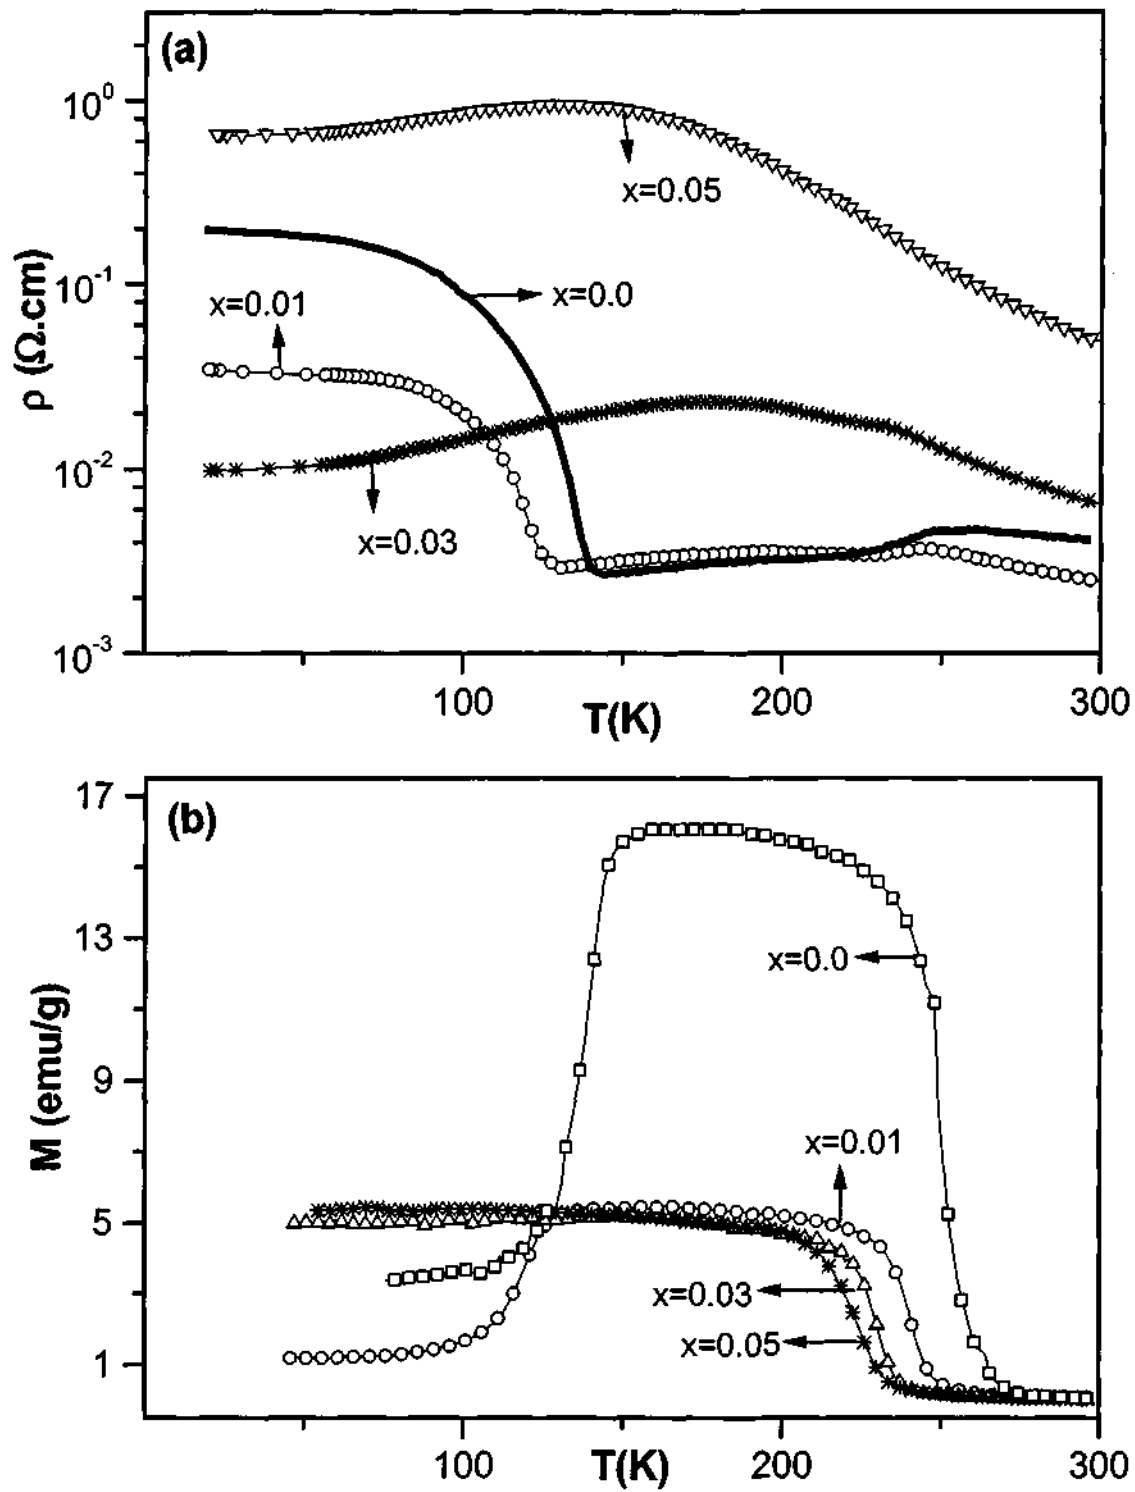 (a)
10⁰
x=0.05
ρ (Ω.cm)
10⁻¹
x=0.01
x=0.0
10⁻²
x=0.03
10⁻³
100
200
300
T(K)
17
(b)
13
x=0.0
M (emu/g)
9
x=0.01
5
x=0.03
x=0.05
1
100
T(K)
200
300